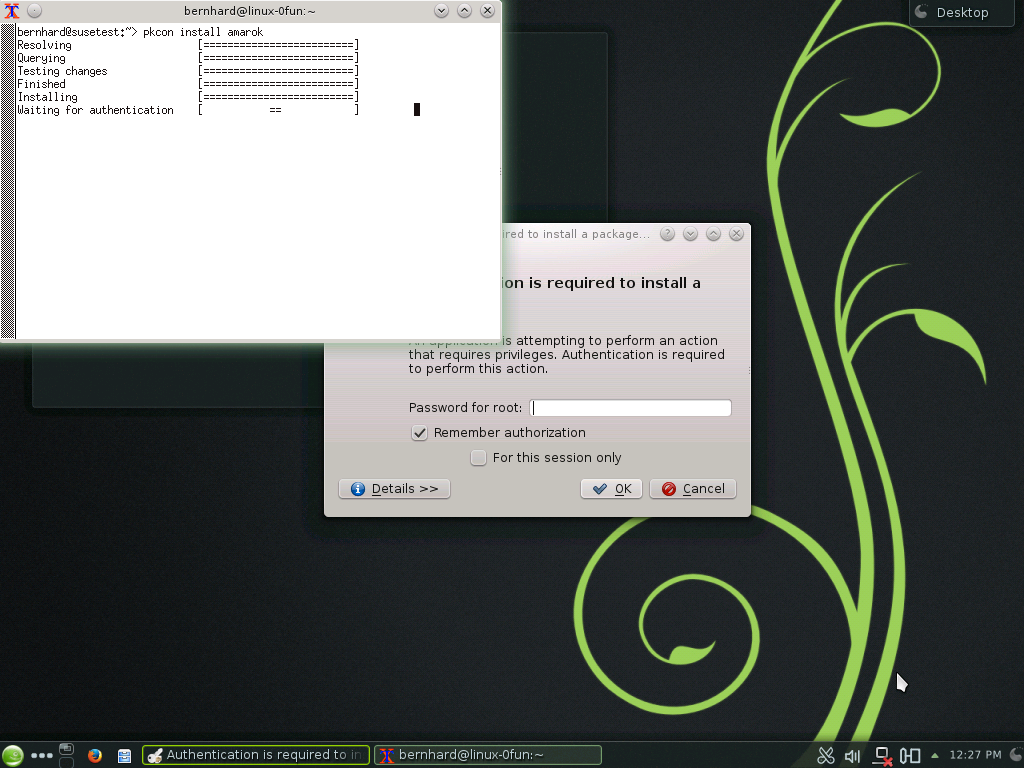 bernhard@linux-0fun:~
Desktop
bernhard@susetest:~> pkcon install amarok
Resolving [=========================]
Querying [=========================]
Testing changes [=========================]
Finished [=========================]
Installing [=========================]
Waiting for authentication [ == ]
ired to install a package...
ion is required to install a
An application is attempting to perform an action
that requires privileges. Authentication is required
to perform this action.
Password for root:
Remember authorization
For this session only
Details >>
OK
Cancel
Authentication is required to in
bernhard@linux-0fun:~
12:27 PM